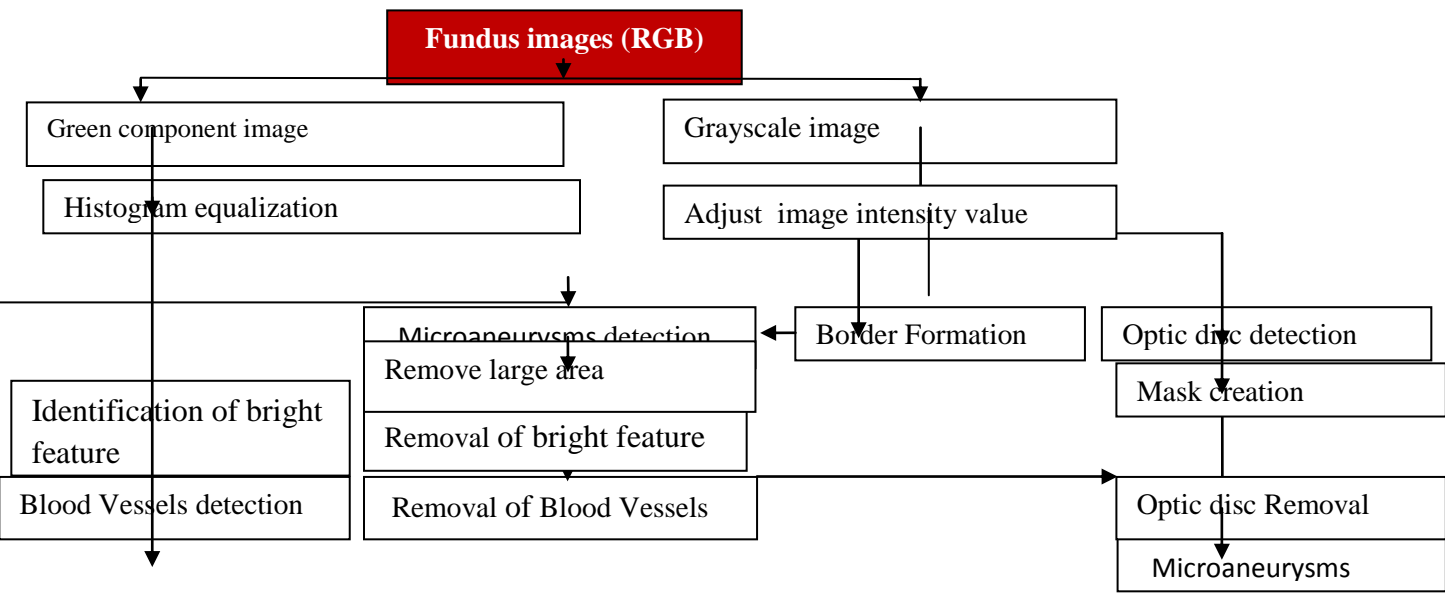 Fundus images (RGB)
Green component image
Grayscale image
Histogram equalization
Adjust image intensity value
Microaneurysms detection
Border Formation
Optic disc detection
Remove large area
Mask creation
Identification of bright
feature
Removal of bright feature
Blood Vessels detection
Removal of Blood Vessels
Optic disc Removal
Microaneurysms